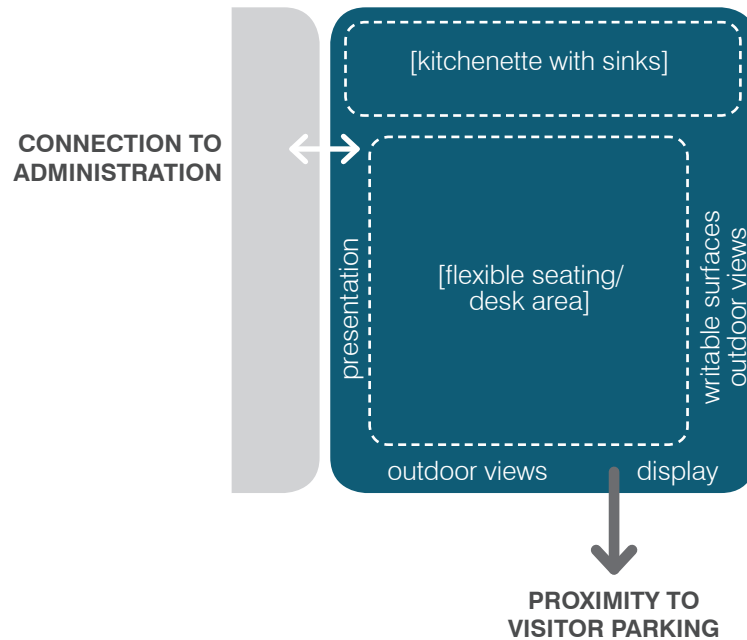 [kitchenette with sinks]
CONNECTION TO
ADMINISTRATION
presentation
[flexible seating/
desk area]
writable surfaces
outdoor views
outdoor views
display
PROXIMITY TO
VISITOR PARKING